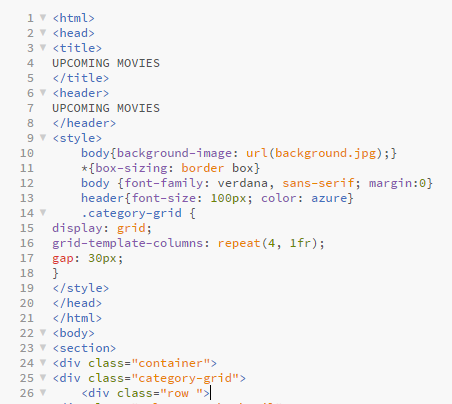 1 <html>
2 <head>
3 <title>
4 UPCOMING MOVIES
5 </title>
6 <header>
7 UPCOMING MOVIES
8 </header>
9 <style>
10 body{background-image: url(background.jpg);}
11 *{box-sizing: border box}
12 body {font-family: verdana, sans-serif; margin:0}
13 header{font-size: 100px; color: azure}
14 .category-grid {
15 display: grid;
16 grid-template-columns: repeat(4, 1fr);
17 gap: 30px;
18 }
19 </style>
20 </head>
21 </html>
22 <body>
23 <section>
24 <div class="container">
25 <div class="category-grid">
26 <div class="row ">